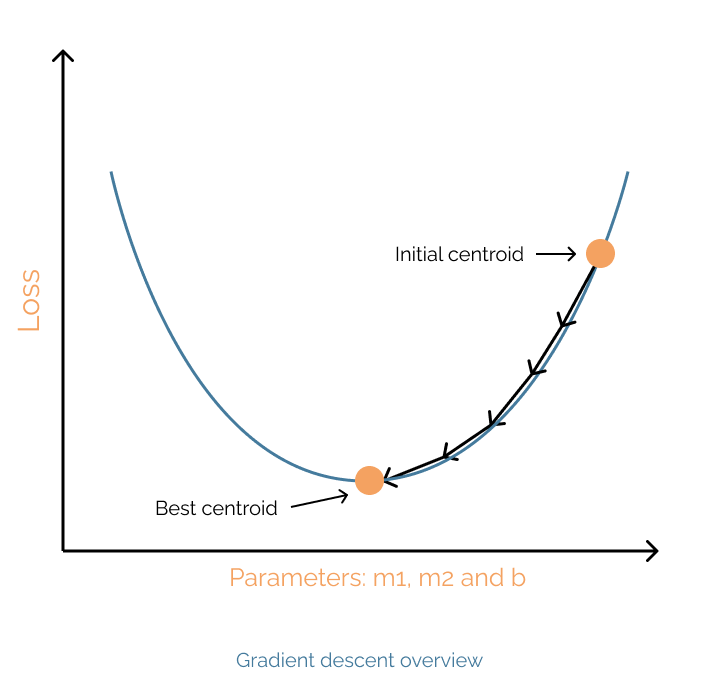 Initial centroid
Loss
Best centroid
Parameters: m1, m2 and b
Gradient descent overview